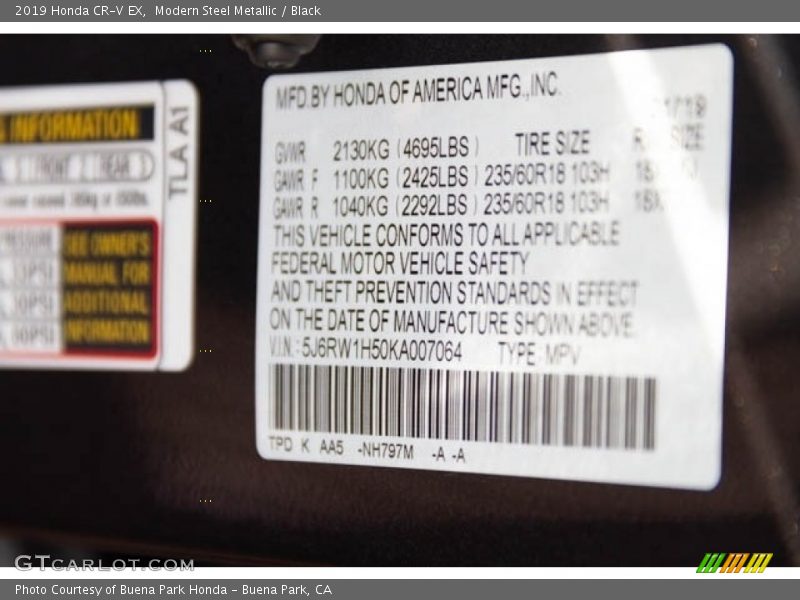 2019 Honda CR-V EX,  Modern Steel Metallic / Black
INFORMATION
FRONT REAR
TLA A1
SEE OWNER'S
MANUAL FOR
ADDITIONAL
INFORMATION
MFD.BY HONDA OF AMERICA MFG.,INC.
GVWR 2130KG (4695LBS) TIRE SIZE
GAWR F 1100KG (2425LBS) 235/60R18 103H
GAWR R 1040KG (2292LBS) 235/60R18 103H
THIS VEHICLE CONFORMS TO ALL APPLICABLE
FEDERAL MOTOR VEHICLE SAFETY
AND THEFT PREVENTION STANDARDS IN EFFECT
ON THE DATE OF MANUFACTURE SHOWN ABOVE.
V.I.N.: 5J6RW1H50KA007064 TYPE: MPV
TPD K AA5 -NH797M -A -A
GTCARLOT.COM
Photo Courtesy of Buena Park Honda - Buena Park, CA